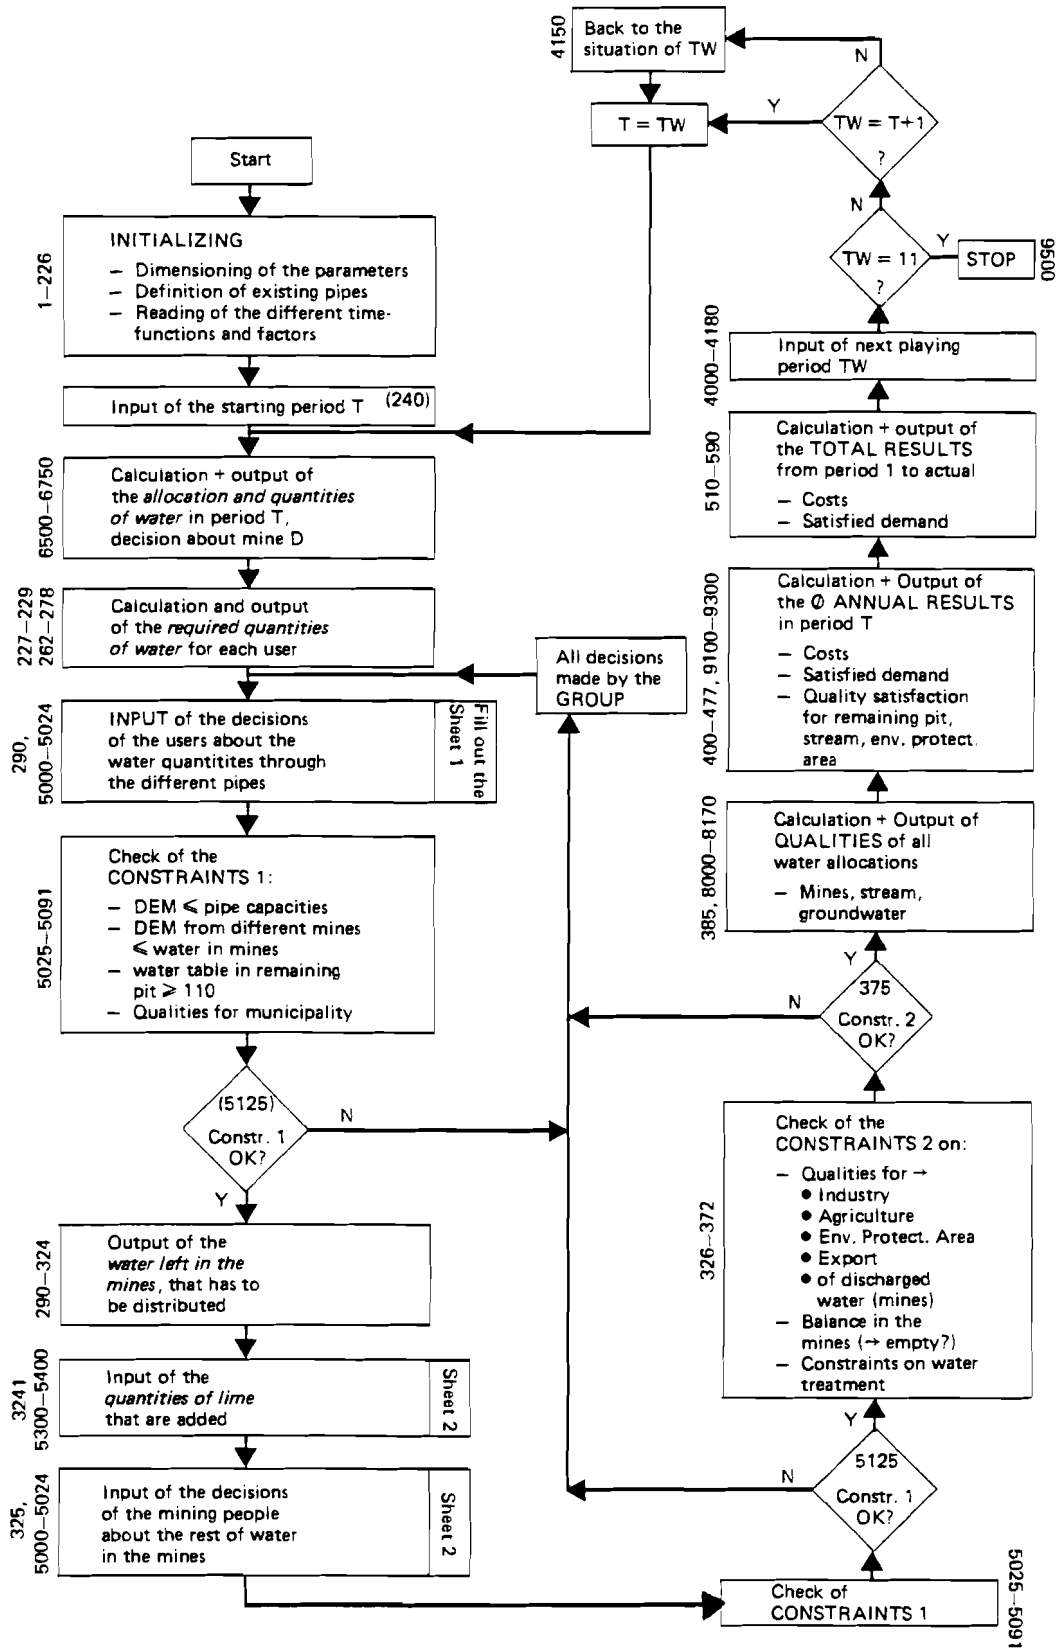 Start
1–226
INITIALIZING
– Dimensioning of the parameters
– Definition of existing pipes
– Reading of the different time-
functions and factors
Input of the starting period T (240)
6500–6750
Calculation + output of
the allocation and quantities
of water in period T,
decision about mine D
227–229
262–278
Calculation and output
of the required quantities
of water for each user
All decisions
made by the
GROUP
290,
5000–5024
INPUT of the decisions
of the users about the
water quantitites through
the different pipes
Fill out the
Sheet 1
5025–5091
Check of the
CONSTRAINTS 1:
– DEM ⩽ pipe capacities
– DEM from different mines
⩽ water in mines
– water table in remaining
pit ⩾ 110
– Qualities for municipality
(5125)
Constr. 1
OK?
N
Y
290–324
Output of the
water left in the
mines, that has to
be distributed
3241
5300–5400
Input of the
quantities of lime
that are added
Sheet 2
325,
5000–5024
Input of the decisions
of the mining people
about the rest of water
in the mines
Sheet 2
Check of
CONSTRAINTS 1
5025–5091
5125
Constr. 1
OK?
N
Y
326–372
Check of the
CONSTRAINTS 2 on:
– Qualities for →
● Industry
● Agriculture
● Env. Protect. Area
● Export
● of discharged
water (mines)
– Balance in the
mines (→ empty?)
– Constraints on water
treatment
375
Constr. 2
OK?
N
Y
385, 8000–8170
Calculation + Output of
QUALITIES of all
water allocations
– Mines, stream,
groundwater
400–477, 9100–9300
Calculation + Output of
the Ø ANNUAL RESULTS
in period T
– Costs
– Satisfied demand
– Quality satisfaction
for remaining pit,
stream, env. protect.
area
510–590
Calculation + output of
the TOTAL RESULTS
from period 1 to actual
– Costs
– Satisfied demand
4000–4180
Input of next playing
period TW
TW = 11
?
Y
STOP
9500
N
TW = T+1
?
Y
N
4150
Back to the
situation of TW
T = TW